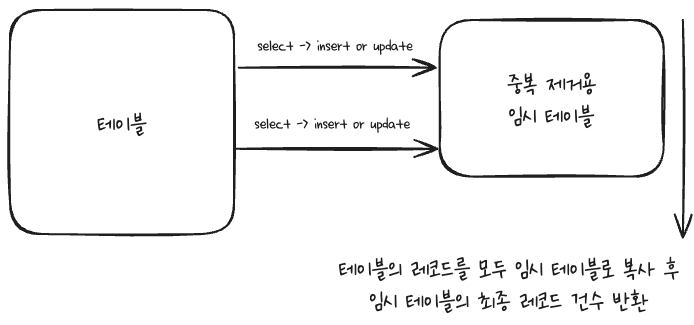 select -> insert or update
중복 제거용
임시 테이블
테이블
select -> insert or update
테이블의 레코드를 모두 임시 테이블로 복사 후
임시 테이블의 최종 레코드 건수 반환